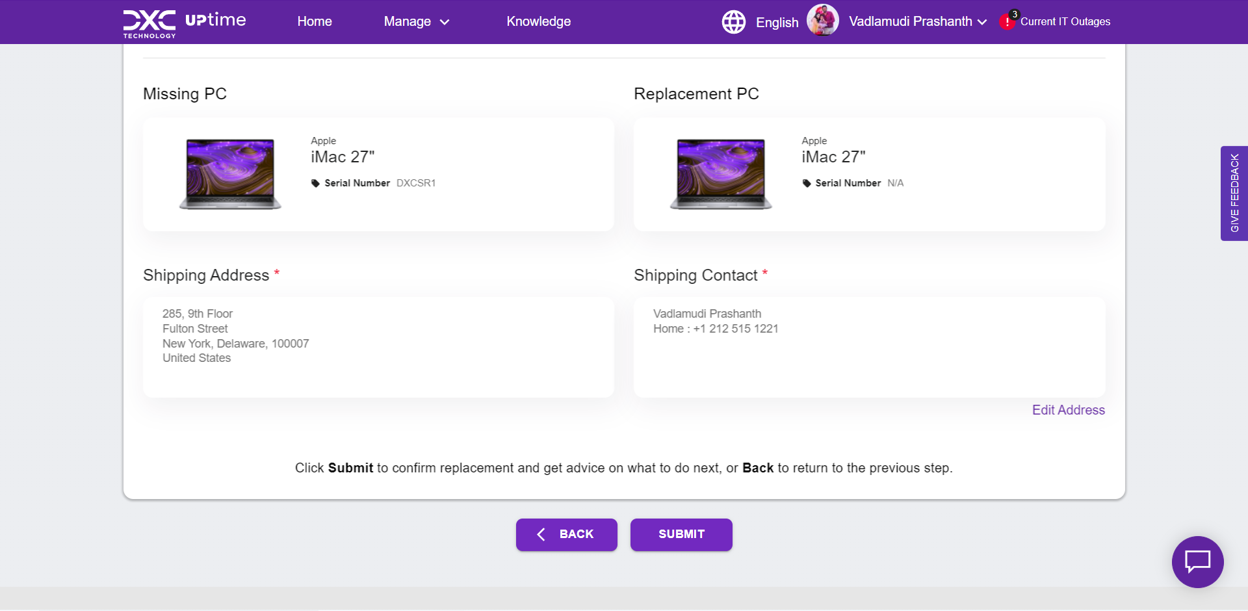 DXC TECHNOLOGY UPtime Home Manage Knowledge English Vadlamudi Prashanth 3 Current IT Outages
Missing PC
Apple
iMac 27"
Serial Number DXCSR1
Replacement PC
Apple
iMac 27"
Serial Number N/A
GIVE FEEDBACK
Shipping Address *
285, 9th Floor
Fulton Street
New York, Delaware, 100007
United States
Shipping Contact *
Vadlamudi Prashanth
Home : +1 212 515 1221
Edit Address
Click Submit to confirm replacement and get advice on what to do next, or Back to return to the previous step.
BACK SUBMIT